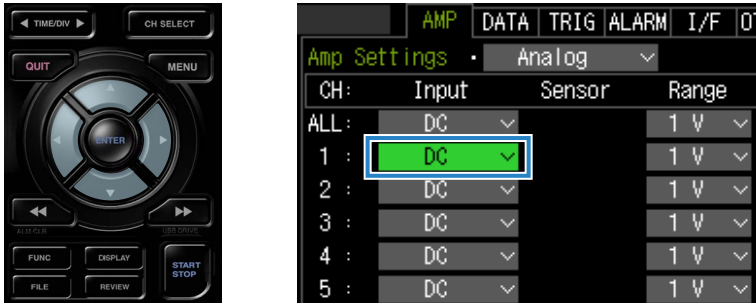 TIME/DIV
CH SELECT
QUIT
MENU
ENTER
ALM CLR
USB DRIVE
FUNC
DISPLAY
START
STOP
FILE
REVIEW
AMP DATA TRIG ALARM I/F
Amp Settings • Analog
CH: Input Sensor Range
ALL: DC 1 V
1 : DC 1 V
2 : DC 1 V
3 : DC 1 V
4 : DC 1 V
5 : DC 1 V